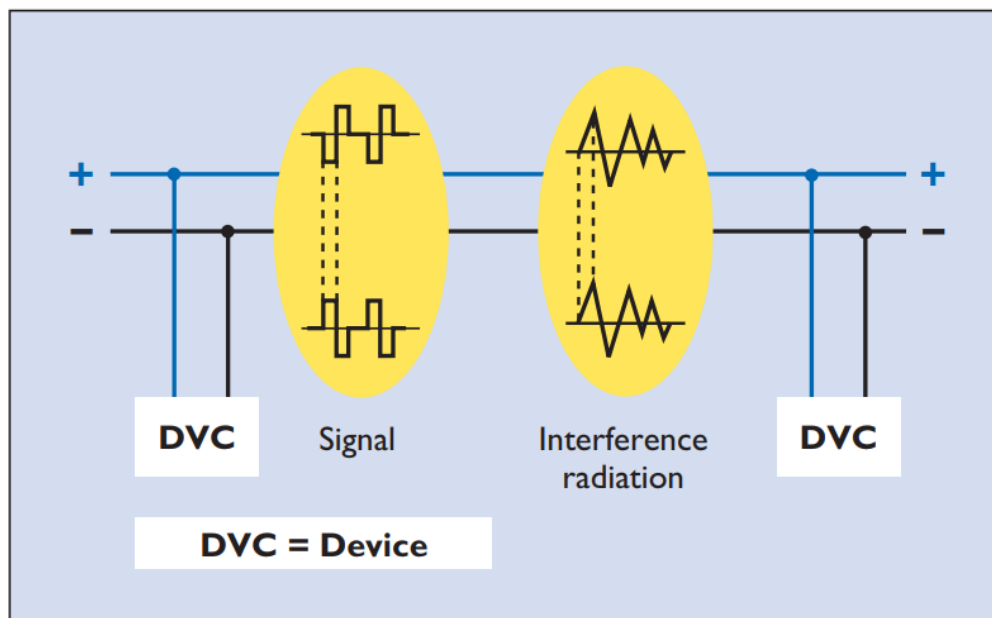 + +
− −
DVC Signal Interference DVC
radiation
DVC = Device